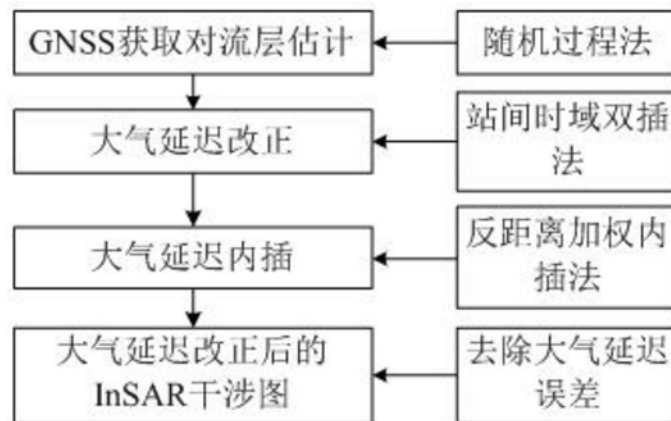 GNSS获取对流层估计
随机过程法
大气延迟改正
站间时域双插
法
大气延迟内插
反距离加权内
插法
大气延迟改正后的
InSAR干涉图
去除大气延迟
误差